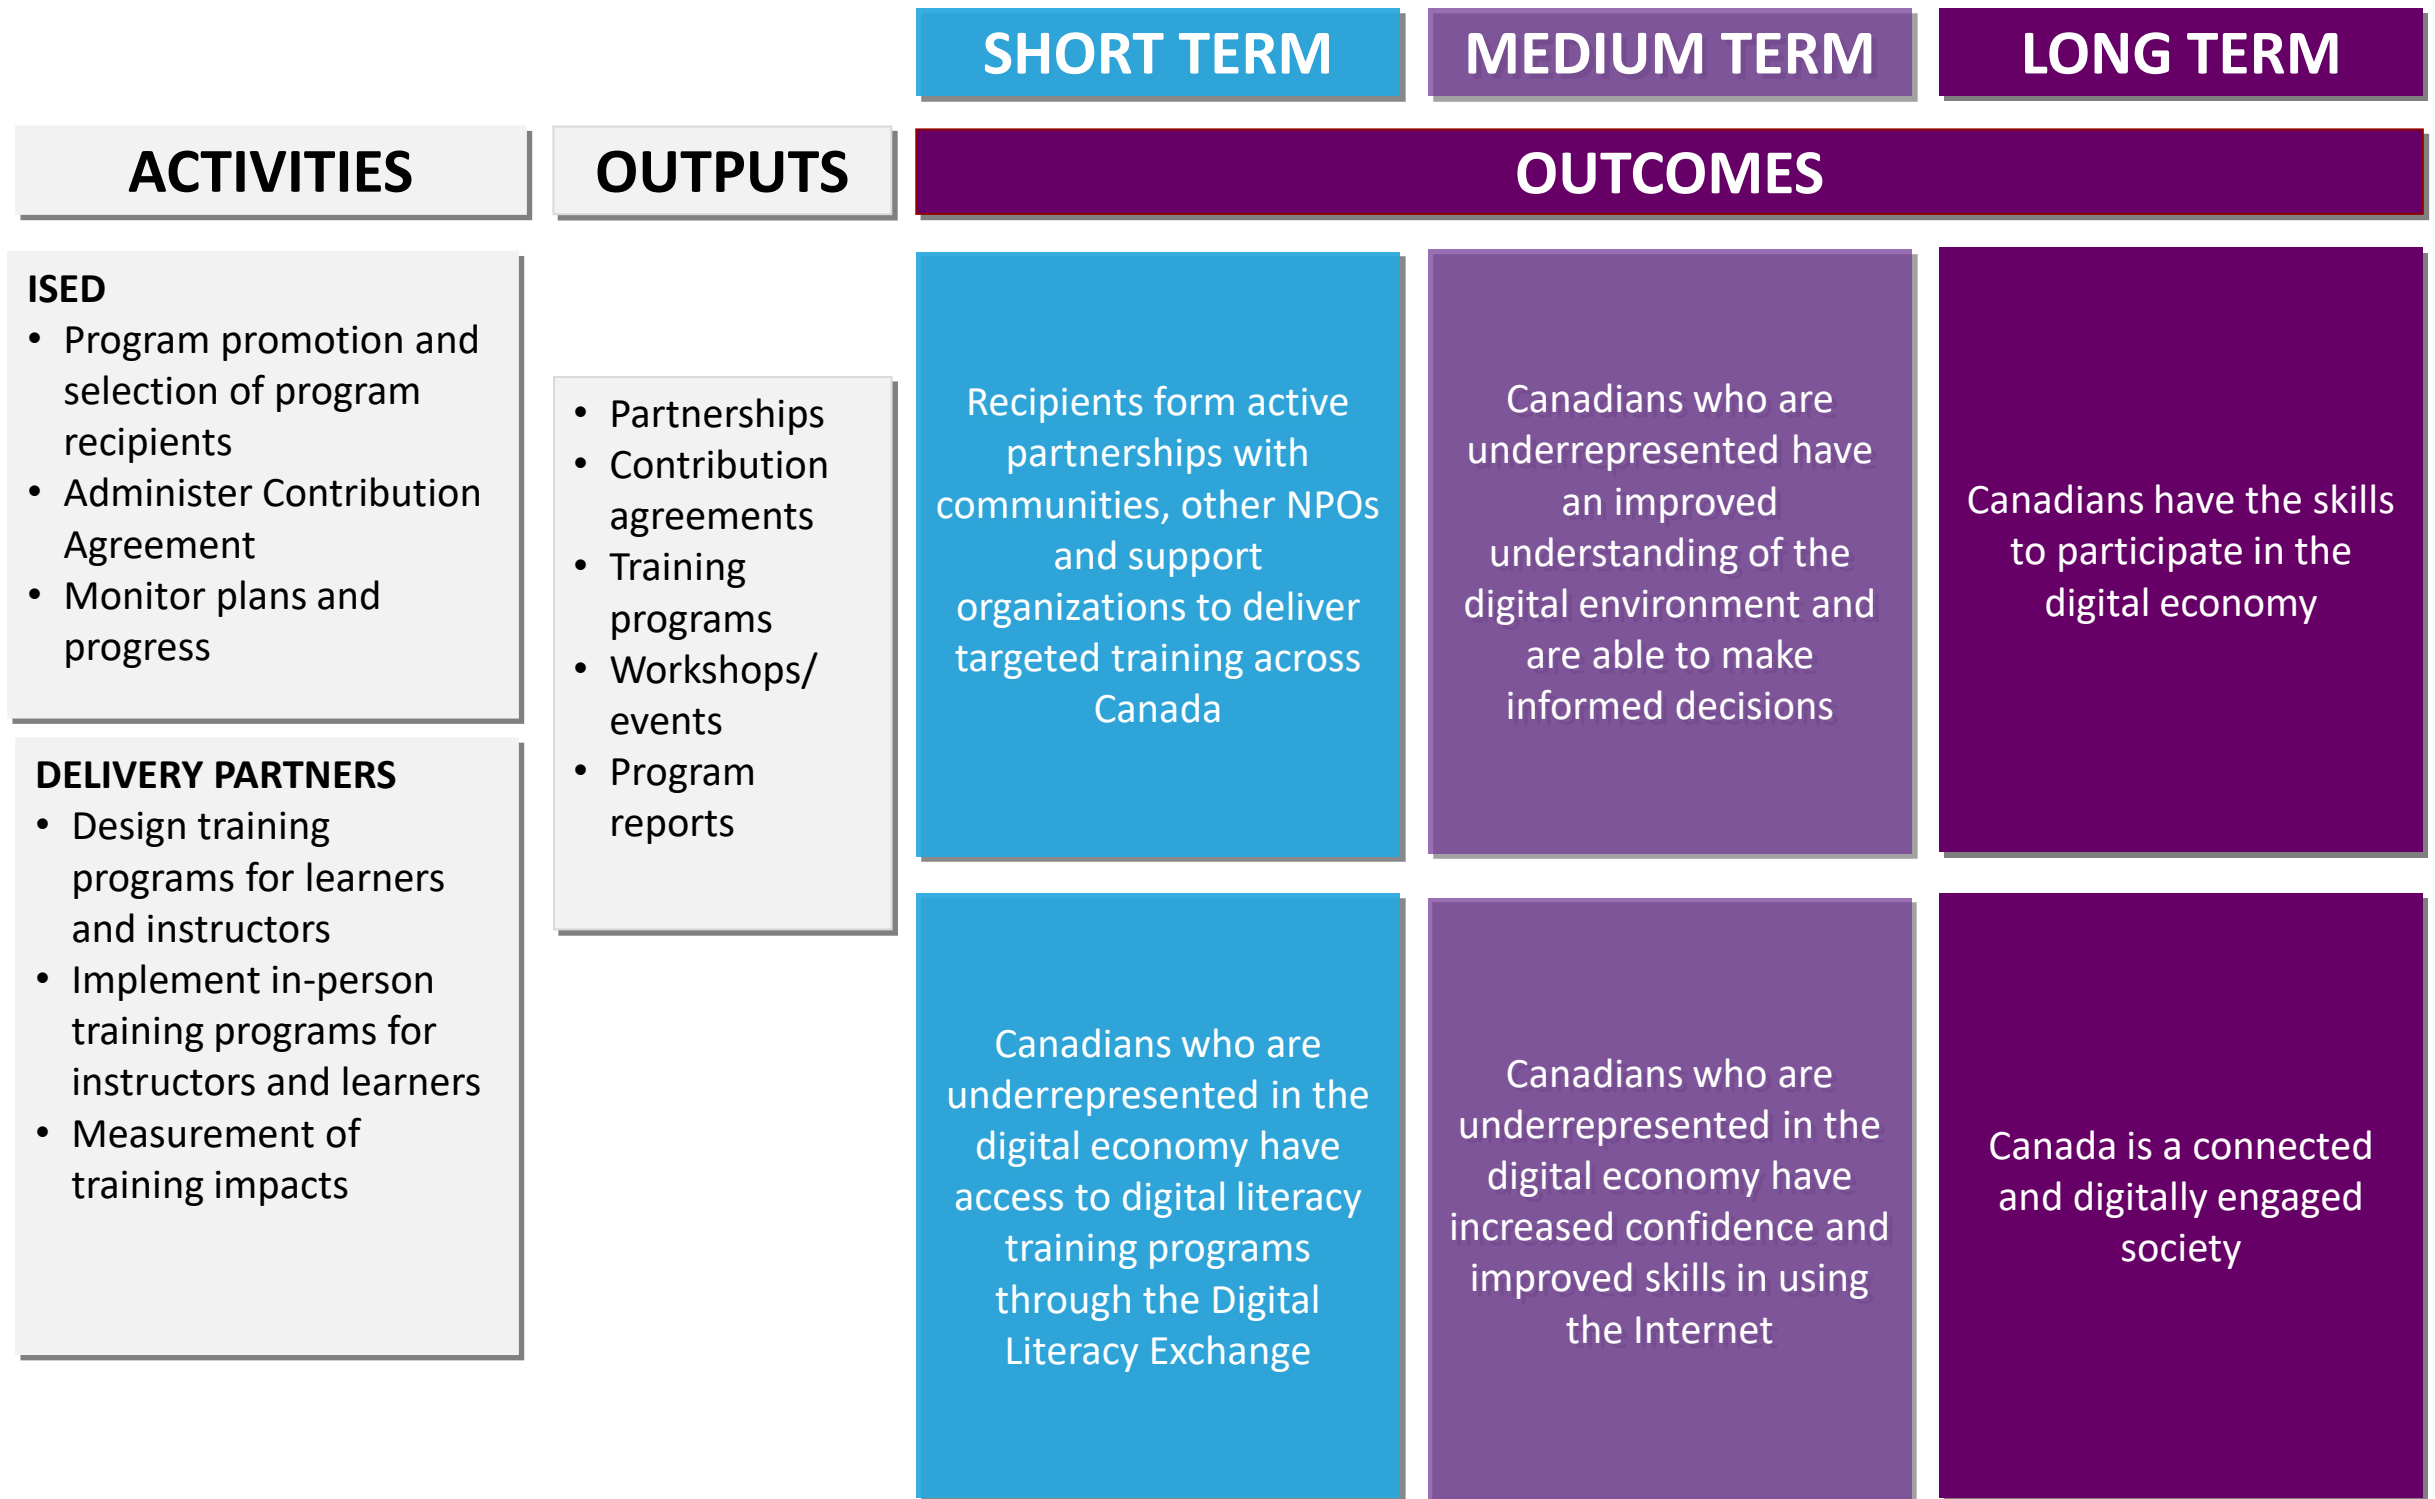 SHORT TERM
MEDIUM TERM
LONG TERM
ACTIVITIES
OUTPUTS
OUTCOMES
ISED
• Program promotion and
selection of program
recipients
• Administer Contribution
Agreement
• Monitor plans and
progress
DELIVERY PARTNERS
• Design training
programs for learners
and instructors
• Implement in-person
training programs for
instructors and learners
• Measurement of
training impacts
• Partnerships
• Contribution
agreements
• Training
programs
• Workshops/
events
• Program
reports
Recipients form active
partnerships with
communities, other NPOs
and support
organizations to deliver
targeted training across
Canada
Canadians who are
underrepresented have
an improved
understanding of the
digital environment and
are able to make
informed decisions
Canadians have the skills
to participate in the
digital economy
Canadians who are
underrepresented in the
digital economy have
access to digital literacy
training programs
through the Digital
Literacy Exchange
Canadians who are
underrepresented in the
digital economy have
increased confidence and
improved skills in using
the Internet
Canada is a connected
and digitally engaged
society